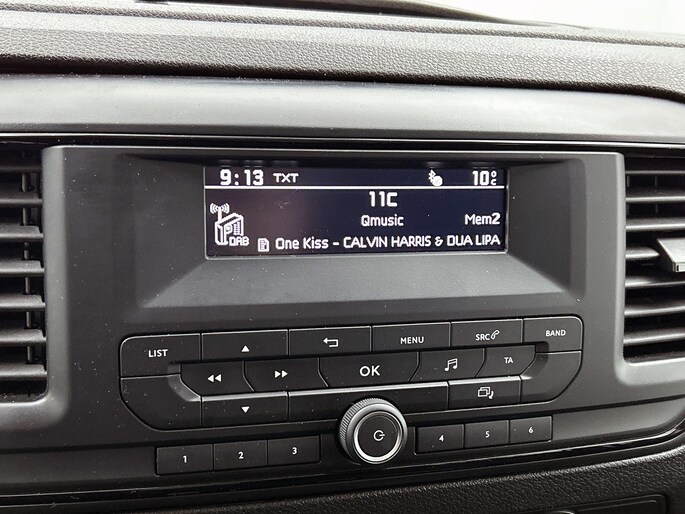 9:13 TXT 10°C
11C
Qmusic Mem2
DAB
One Kiss - CALVIN HARRIS & DUA LIPA
LIST MENU SRC BAND
OK TA
1 2 3 4 5 6